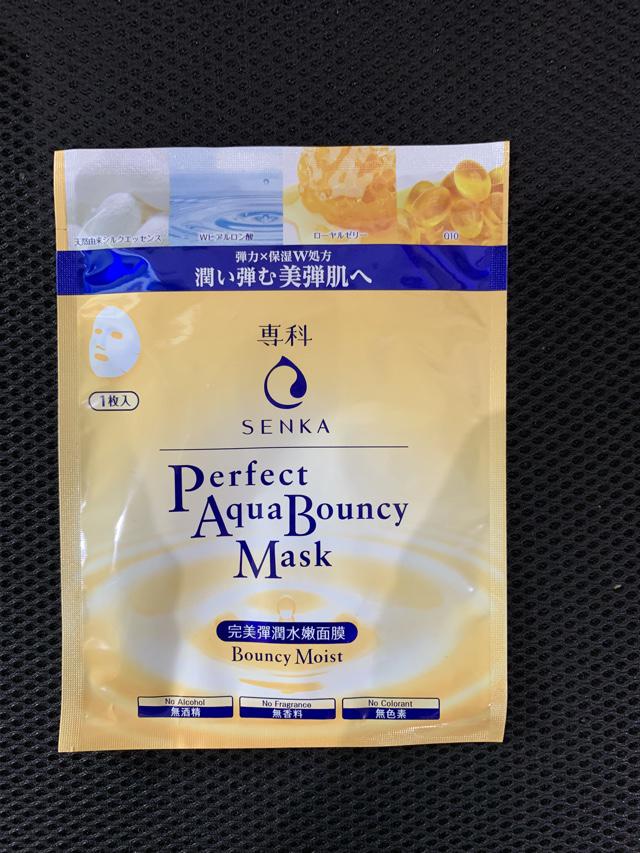 天然由来シルクエッセンス
Wヒアルロン酸
ローヤルゼリー
Q10
弾力×保湿W処方
潤い弾む美弾肌へ
1枚入
専科
SENKA
Perfect
AquaBouncy
Mask
完美彈潤水嫩面膜
Bouncy Moist
No Alcohol
無酒精
No Fragrance
無香料
No Colorant
無色素